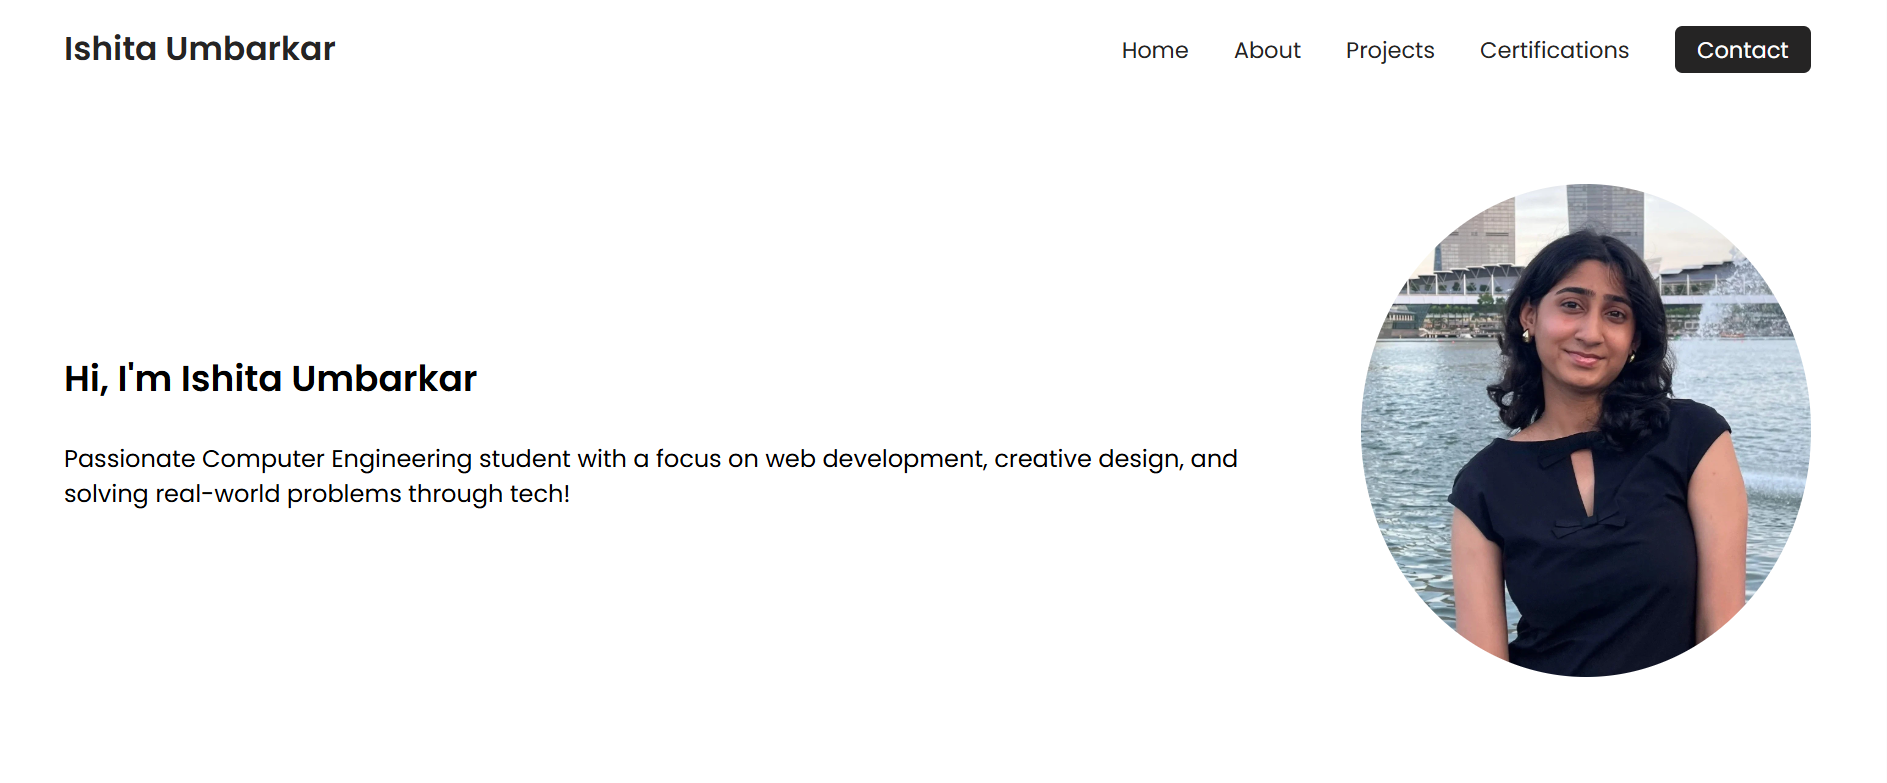 Ishita Umbarkar
Home
About
Projects
Certifications
Contact
Hi, I'm Ishita Umbarkar
Passionate Computer Engineering student with a focus on web development, creative design, and
solving real-world problems through tech!